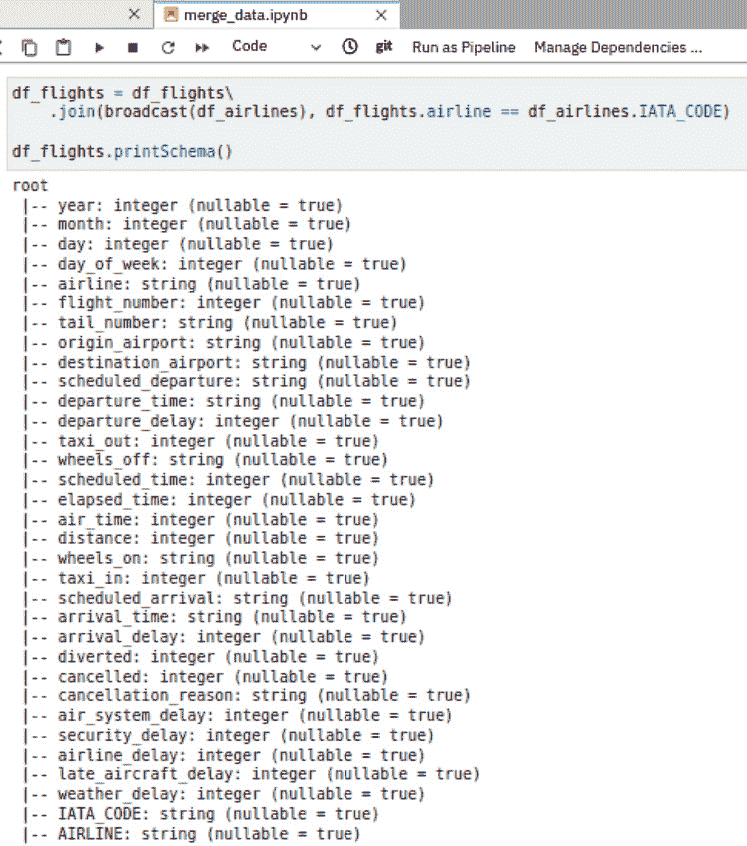 merge_data.ipynb
Code git Run as Pipeline Manage Dependencies ...
df_flights = df_flights\
.join(broadcast(df_airlines), df_flights.airline == df_airlines.IATA_CODE)
df_flights.printSchema()
root
|-- year: integer (nullable = true)
|-- month: integer (nullable = true)
|-- day: integer (nullable = true)
|-- day_of_week: integer (nullable = true)
|-- airline: string (nullable = true)
|-- flight_number: integer (nullable = true)
|-- tail_number: string (nullable = true)
|-- origin_airport: string (nullable = true)
|-- destination_airport: string (nullable = true)
|-- scheduled_departure: string (nullable = true)
|-- departure_time: string (nullable = true)
|-- departure_delay: integer (nullable = true)
|-- taxi_out: integer (nullable = true)
|-- wheels_off: string (nullable = true)
|-- scheduled_time: integer (nullable = true)
|-- elapsed_time: integer (nullable = true)
|-- air_time: integer (nullable = true)
|-- distance: integer (nullable = true)
|-- wheels_on: string (nullable = true)
|-- taxi_in: integer (nullable = true)
|-- scheduled_arrival: string (nullable = true)
|-- arrival_time: string (nullable = true)
|-- arrival_delay: integer (nullable = true)
|-- diverted: integer (nullable = true)
|-- cancelled: integer (nullable = true)
|-- cancellation_reason: string (nullable = true)
|-- air_system_delay: integer (nullable = true)
|-- security_delay: integer (nullable = true)
|-- airline_delay: integer (nullable = true)
|-- late_aircraft_delay: integer (nullable = true)
|-- weather_delay: integer (nullable = true)
|-- IATA_CODE: string (nullable = true)
|-- AIRLINE: string (nullable = true)